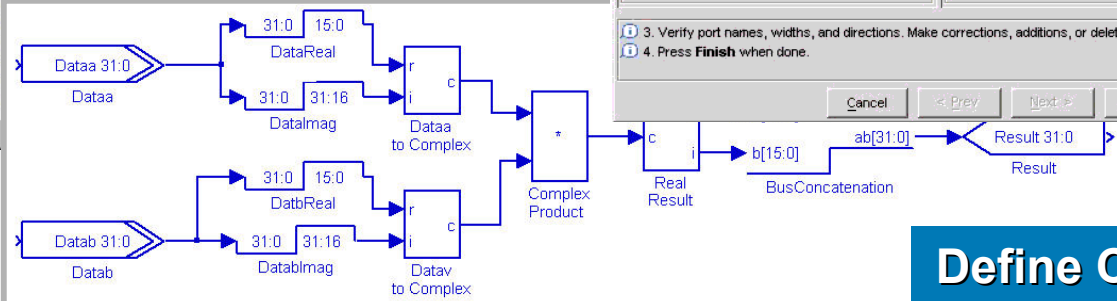 31:0 15:0
DataReal
Dataa 31:0
Dataa
r
c
i
31:0 31:16
DataImag
Dataa
to Complex
31:0 15:0
DatbReal
Datab 31:0
Datab
r
c
i
31:0 31:16
DatabImag
Datav
to Complex
*
Complex
Product
c
i
Real
Result
ab[31:0]
b[15:0]
BusConcatenation
Result 31:0
Result
3. Verify port names, widths, and directions. Make corrections, additions, or delet
4. Press Finish when done.
Cancel
< Prev
Next >
Define C